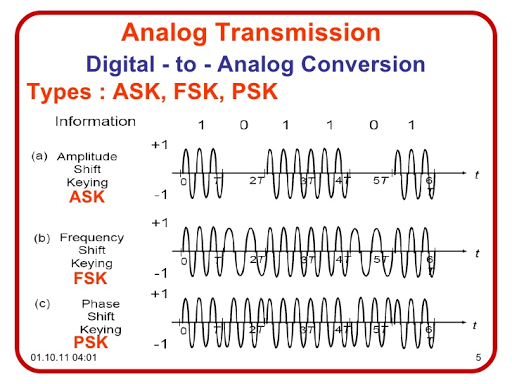 Analog Transmission
Digital - to - Analog Conversion
Types : ASK, FSK, PSK
Information 1 0 1 1 0 1
(a) Amplitude
Shift
Keying
ASK
+1
-1
0 T 2T 3T 4T 5T 6T
t
(b) Frequency
Shift
Keying
FSK
+1
-1
0 T 2T 3T 4T 5T 6T
t
(c) Phase
Shift
Keying
PSK
+1
-1
0 T 2T 3T 4T 5T 6T
t
01.10.11 04:01
5